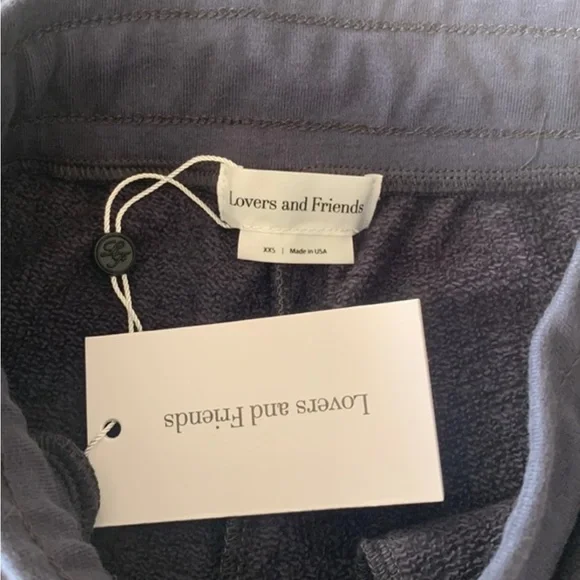 Lovers and Friends
XXS | Made in USA
Lovers and Friends